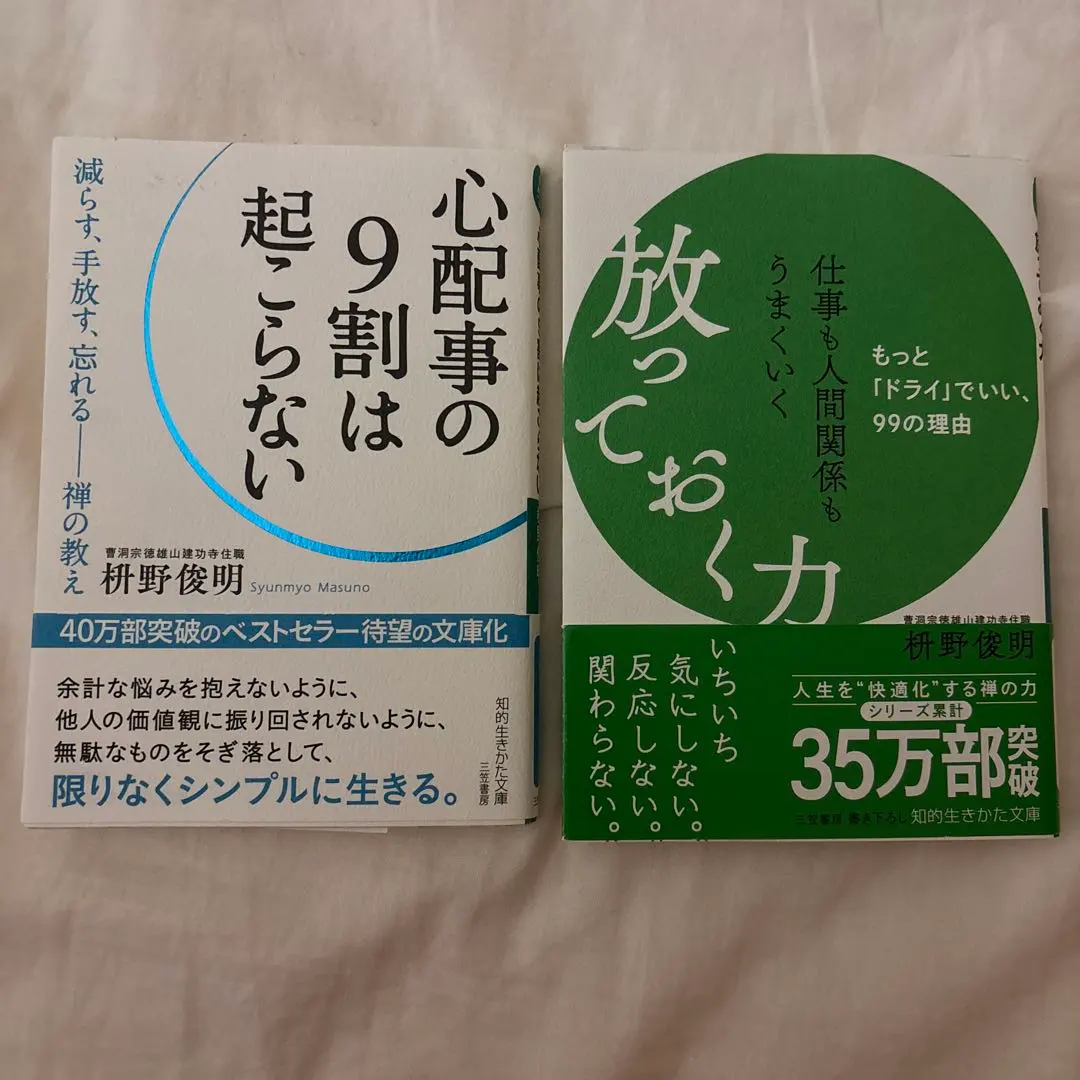 心配事の
9割は
起こらない
減らす、手放す、忘れる――禅の教え
曹洞宗徳雄山建功寺住職
枡野俊明 Syunmyo Masuno
40万部突破のベストセラー待望の文庫化
余計な悩みを抱えないように、
他人の価値観に振り回されないように、
無駄なものをそぎ落として、
限りなくシンプルに生きる。
知的生きかた文庫
三笠書房
仕事も人間関係も
うまくいく
放っておく力
もっと
「ドライ」でいい、
99の理由
曹洞宗徳雄山建功寺住職
枡野俊明
いちいち
気にしない。
反応しない。
関わらない。
人生を“快適化”する禅の力
シリーズ累計
35万部突破
三笠書房 書き下ろし 知的生きかた文庫